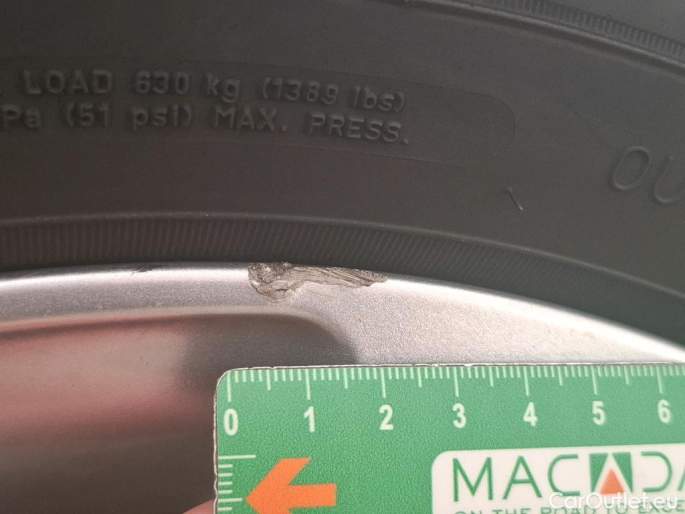 LOAD 630 kg (1389 lbs)
Pa (51 psi) MAX. PRESS.
OU
0 1 2 3 4 5 6
MACADA
CarOutlet.eu